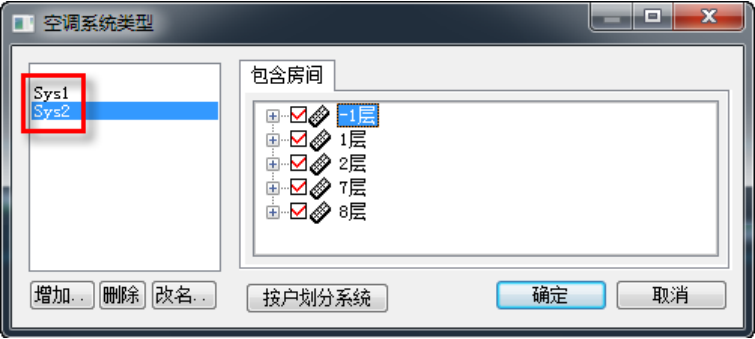 空调系统类型
Sys1
Sys2
包含房间
-1层
1层
2层
7层
8层
增加..
删除
改名..
按户划分系统
确定
取消